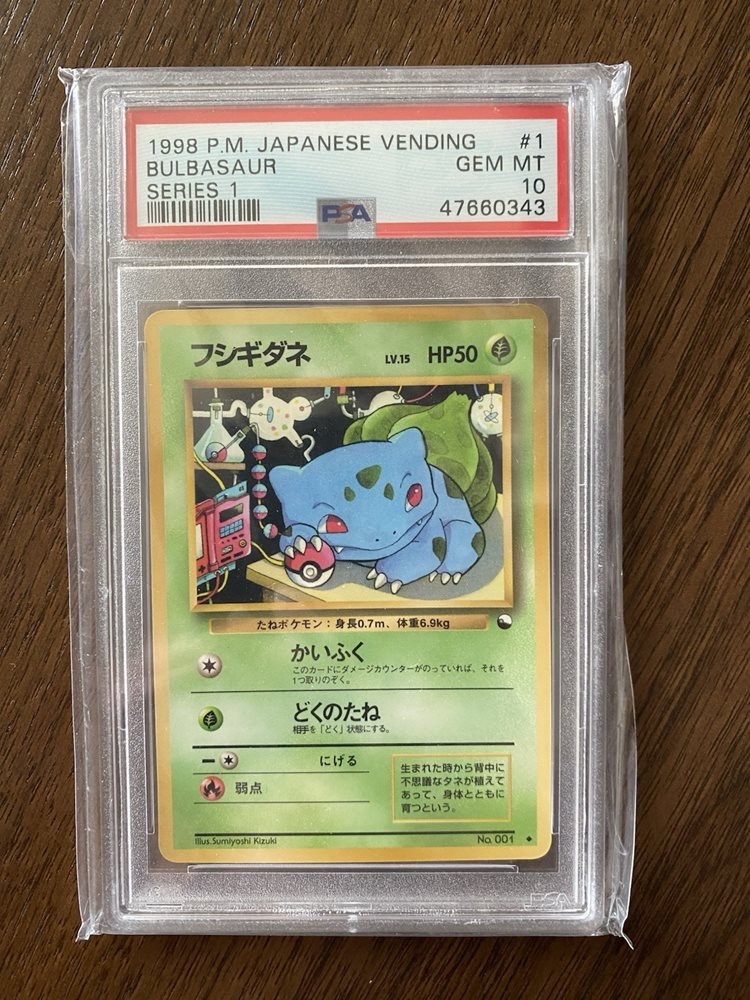 1998 P.M. JAPANESE VENDING #1
BULBASAUR GEM MT
SERIES 1 10
PSA 47660343
フシギダネ LV.15 HP50
たねポケモン：身長0.7m、体重6.9kg
かいふく
このカードにダメージカウンターがのっていれば、それを
1つ取りのぞく。
どくのたね
相手を「どく」状態にする。
にげる
弱点
生まれた時から背中に
不思議なタネが植えて
あって、身体とともに
育つという。
Illus.Sumiyoshi Kizuki No. 001
PSA